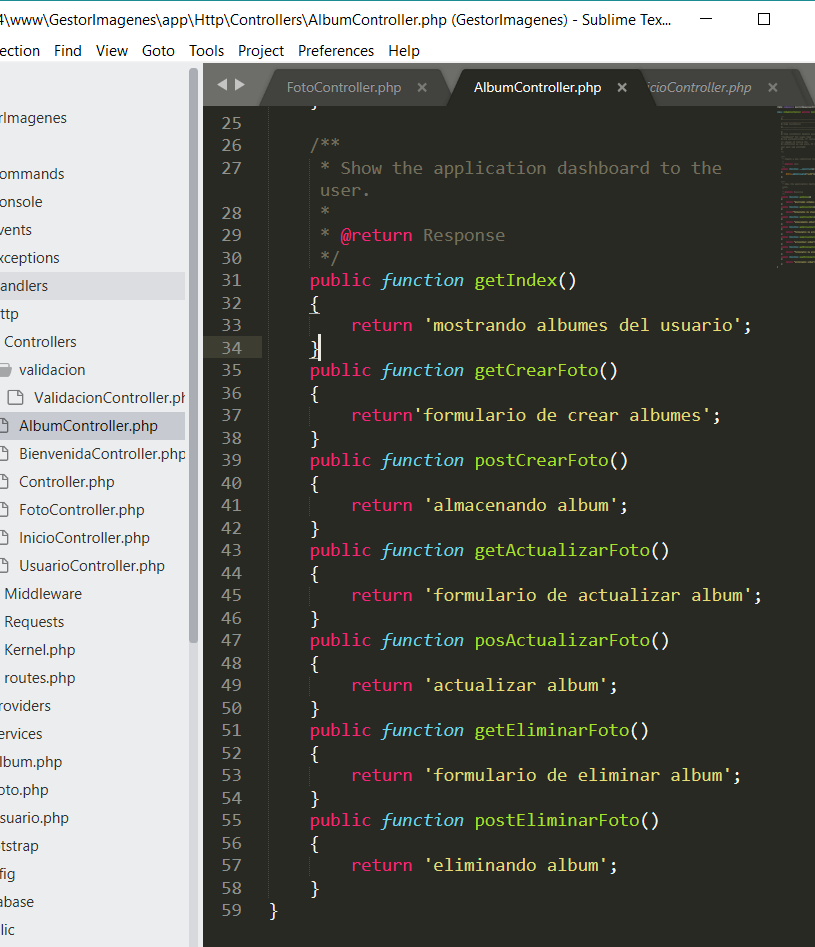 4\www\GestorImagenes\app\Http\Controllers\AlbumController.php (GestorImagenes) - Sublime Tex...
ection Find View Goto Tools Project Preferences Help
rImagenes
ommands
onsole
vents
xceptions
andlers
ttp
Controllers
validacion
ValidacionController.ph
AlbumController.php
BienvenidaController.php
Controller.php
FotoController.php
InicioController.php
UsuarioController.php
Middleware
Requests
Kernel.php
routes.php
roviders
ervices
lbum.php
oto.php
suario.php
tstrap
fig
abase
lic
FotoController.php × AlbumController.php × icioController.php ×
25
26 /**
27 * Show the application dashboard to the
user.
28 *
29 * @return Response
30 */
31 public function getIndex()
32 {
33 return 'mostrando albumes del usuario';
34 }
35 public function getCrearFoto()
36 {
37 return'formulario de crear albumes';
38 }
39 public function postCrearFoto()
40 {
41 return 'almacenando album';
42 }
43 public function getActualizarFoto()
44 {
45 return 'formulario de actualizar album';
46 }
47 public function posActualizarFoto()
48 {
49 return 'actualizar album';
50 }
51 public function getEliminarFoto()
52 {
53 return 'formulario de eliminar album';
54 }
55 public function postEliminarFoto()
56 {
57 return 'eliminando album';
58 }
59 }